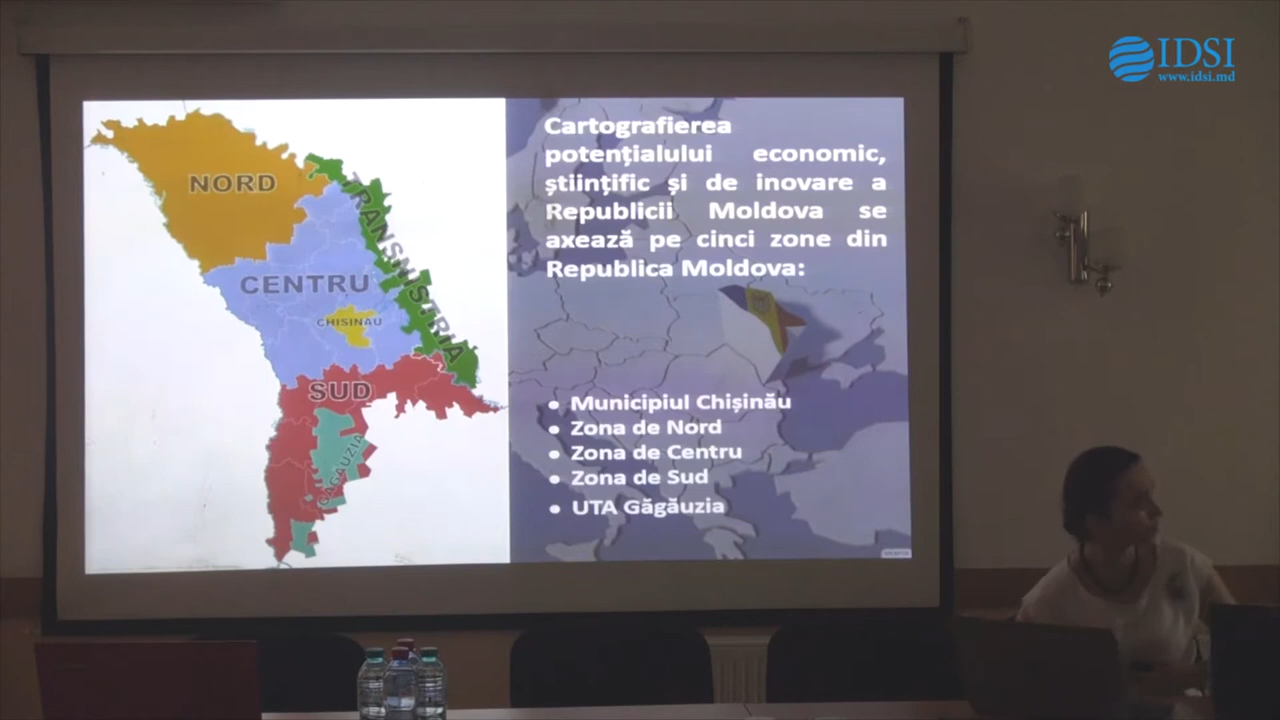 IDSI
www.idsi.md
NORD
TRANSNISTRIA
CENTRU
CHISINAU
SUD
GAGAUZIA
Cartografierea
potențialului economic,
științific și de inovare a
Republicii Moldova se
axează pe cinci zone din
Republica Moldova:
• Municipiul Chișinău
• Zona de Nord
• Zona de Centru
• Zona de Sud
• UTA Găgăuzia